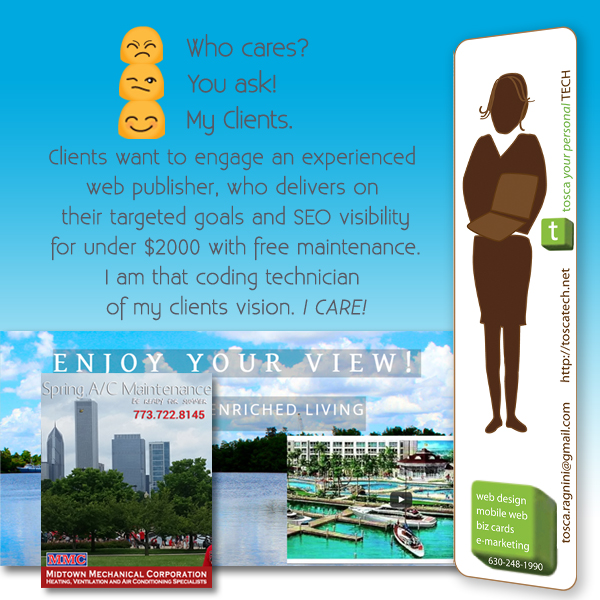 Who cares?
You ask!
My Clients.
Clients want to engage an experienced
web publisher, who delivers on
their targeted goals and SEO visibility
for under $2000 with free maintenance.
I am that coding technician
of my clients vision. I CARE!
ENJOY YOUR VIEW!
ENRICHED LIVING
Spring A/C Maintenance
BE READY FOR SUMMER
773.722.8145
MMC
MIDTOWN MECHANICAL CORPORATION
HEATING, VENTILATION AND AIR CONDITIONING SPECIALISTS
tosca your personal TECH
t
http://toscatech.net
tosca.ragnini@gmail.com
web design
mobile web
biz cards
e-marketing
630-248-1990